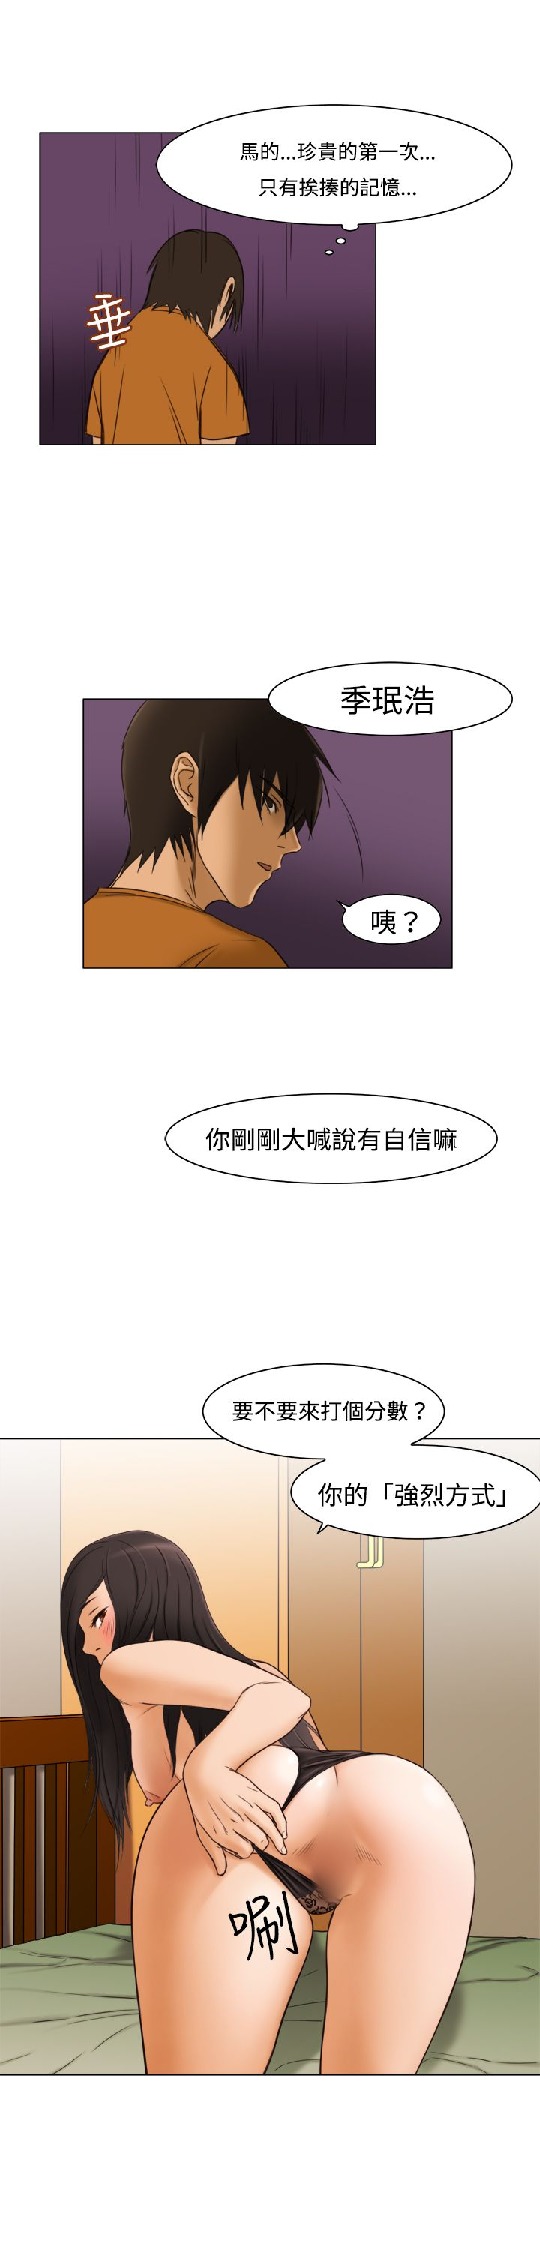 馬的...珍貴的第一次...
只有挨揍的記憶...
垂
季珉浩
咦？
你剛剛大喊說有自信嘛
要不要來打個分數？
你的「強烈方式」
唰